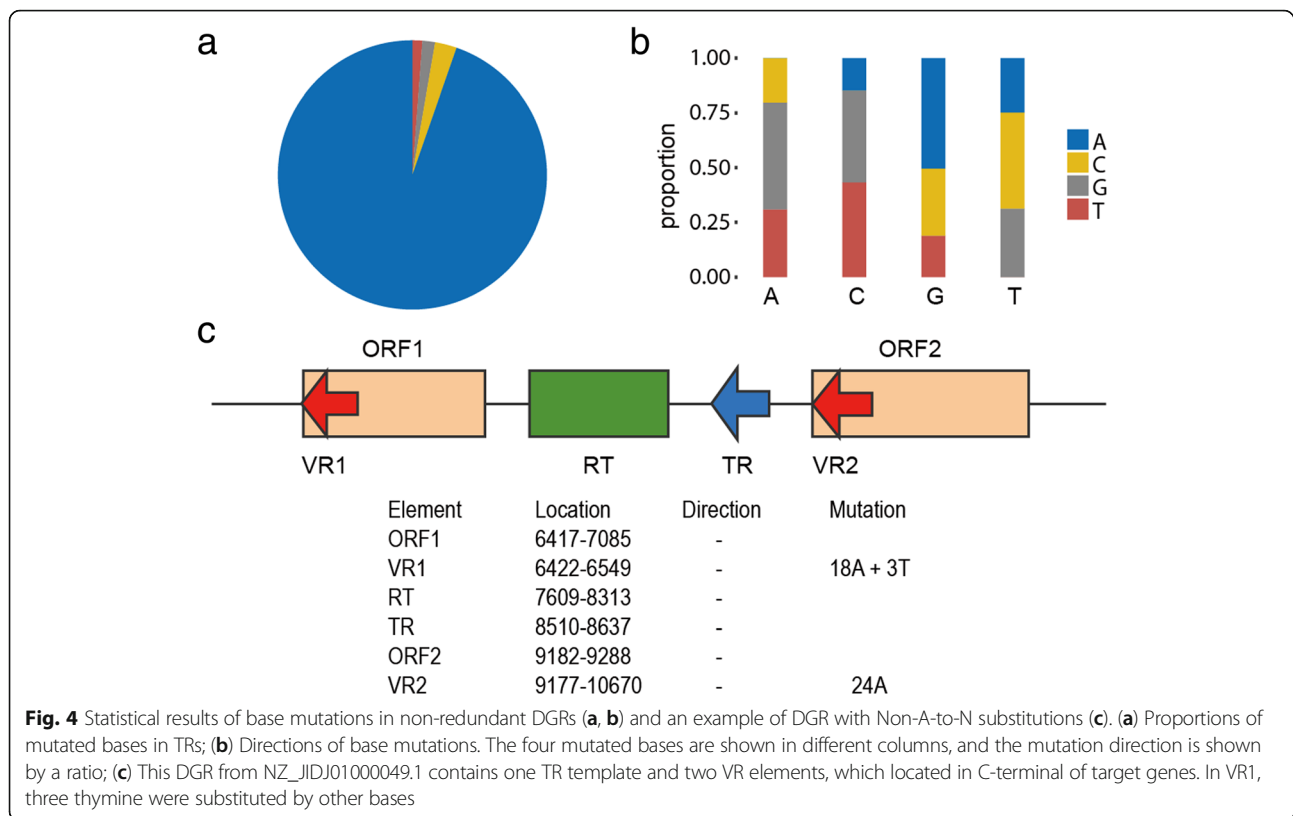 a
b
1.00
0.75
0.50
0.25
0.00
proportion
A
C
G
T
A
C
G
T
c
ORF1
ORF2
VR1
RT
TR
VR2
Element Location Direction Mutation
ORF1 6417-7085 -
VR1 6422-6549 - 18A + 3T
RT 7609-8313 -
TR 8510-8637 -
ORF2 9182-9288 -
VR2 9177-10670 - 24A
Fig. 4 Statistical results of base mutations in non-redundant DGRs (a, b) and an example of DGR with Non-A-to-N substitutions (c). (a) Proportions of
mutated bases in TRs; (b) Directions of base mutations. The four mutated bases are shown in different columns, and the mutation direction is shown
by a ratio; (c) This DGR from NZ_JIDJ01000049.1 contains one TR template and two VR elements, which located in C-terminal of target genes. In VR1,
three thymine were substituted by other bases